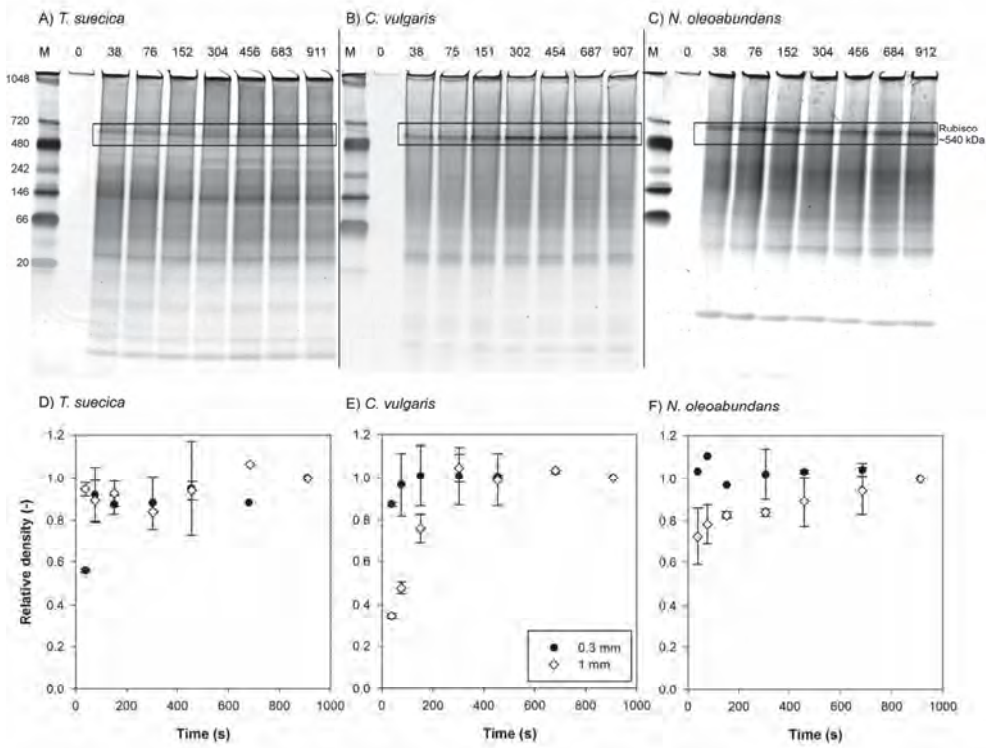 A) T. suecica
B) C. vulgaris
C) N. oleoabundans
M 0 38 76 152 304 456 683 911
M 0 38 75 151 302 454 687 907
M 0 38 76 152 304 456 684 912
1048
720
480
242
146
66
20
Rubisco
~540 kDa
D) T. suecica
E) C. vulgaris
F) N. oleoabundans
Relative density (-)
1.2
1.0
0.8
0.6
0.4
0.2
0.0
0 200 400 600 800 1000
Time (s)
1.2
1.0
0.8
0.6
0.4
0.2
0.0
0.3 mm
1 mm
0 200 400 600 800 1000
Time (s)
1.2
1.0
0.8
0.6
0.4
0.2
0.0
0 200 400 600 800 1000
Time (s)